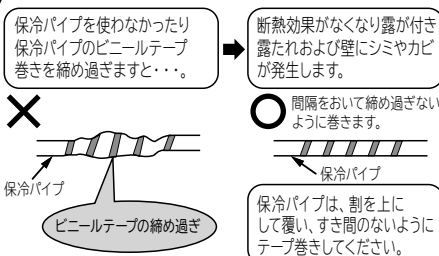 保冷パイプを使わなかったり
保冷パイプのビニールテープ
巻きを締め過ぎますと・・・。
断熱効果がなくなり露が付き
露たれおよび壁にシミやカビ
が発生します。
間隔をおいて締め過ぎない
ように巻きます。
保冷パイプ
ビニールテープの締め過ぎ
保冷パイプ
保冷パイプは、割を上に
して覆い、すき間のないように
テープ巻きしてください。